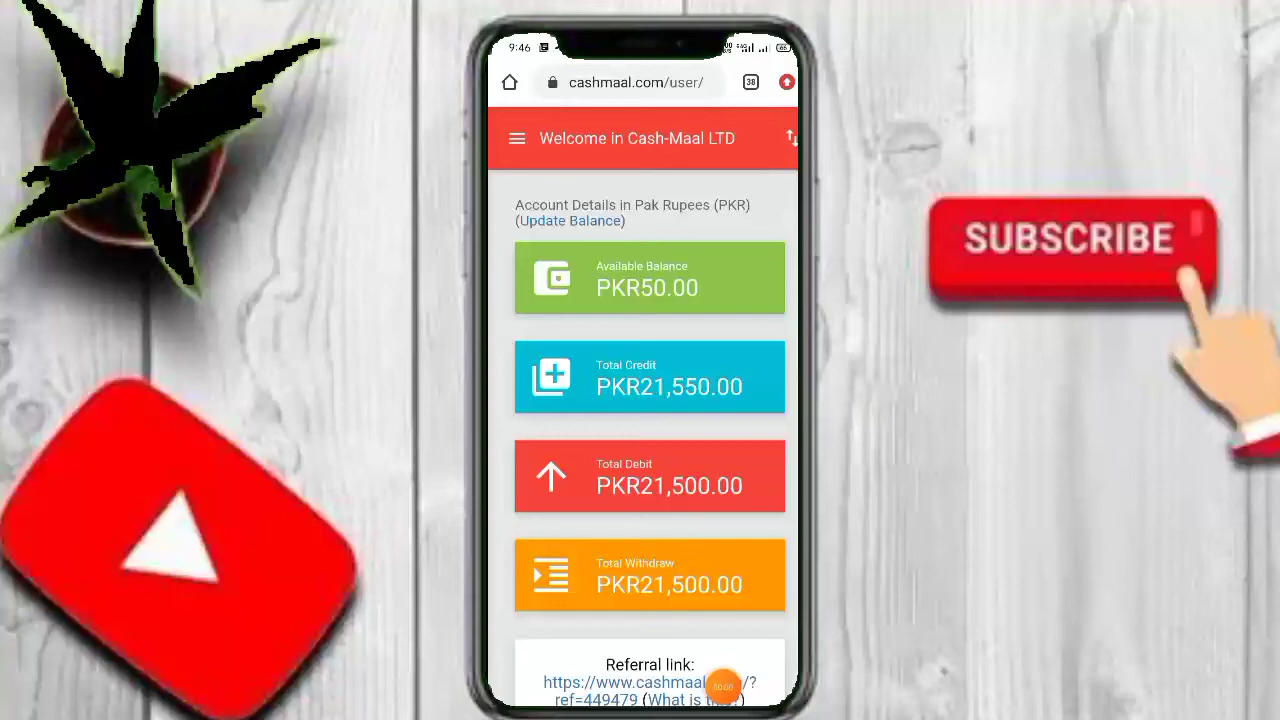 9:46
cashmaal.com/user/
38
Welcome in Cash-Maal LTD
Account Details in Pak Rupees (PKR)
(Update Balance)
Available Balance
PKR50.00
Total Credit
PKR21,550.00
Total Debit
PKR21,500.00
Total Withdraw
PKR21,500.00
Referral link:
https://www.cashmaal /?
ref=449479 (What is )
00:00
SUBSCRIBE